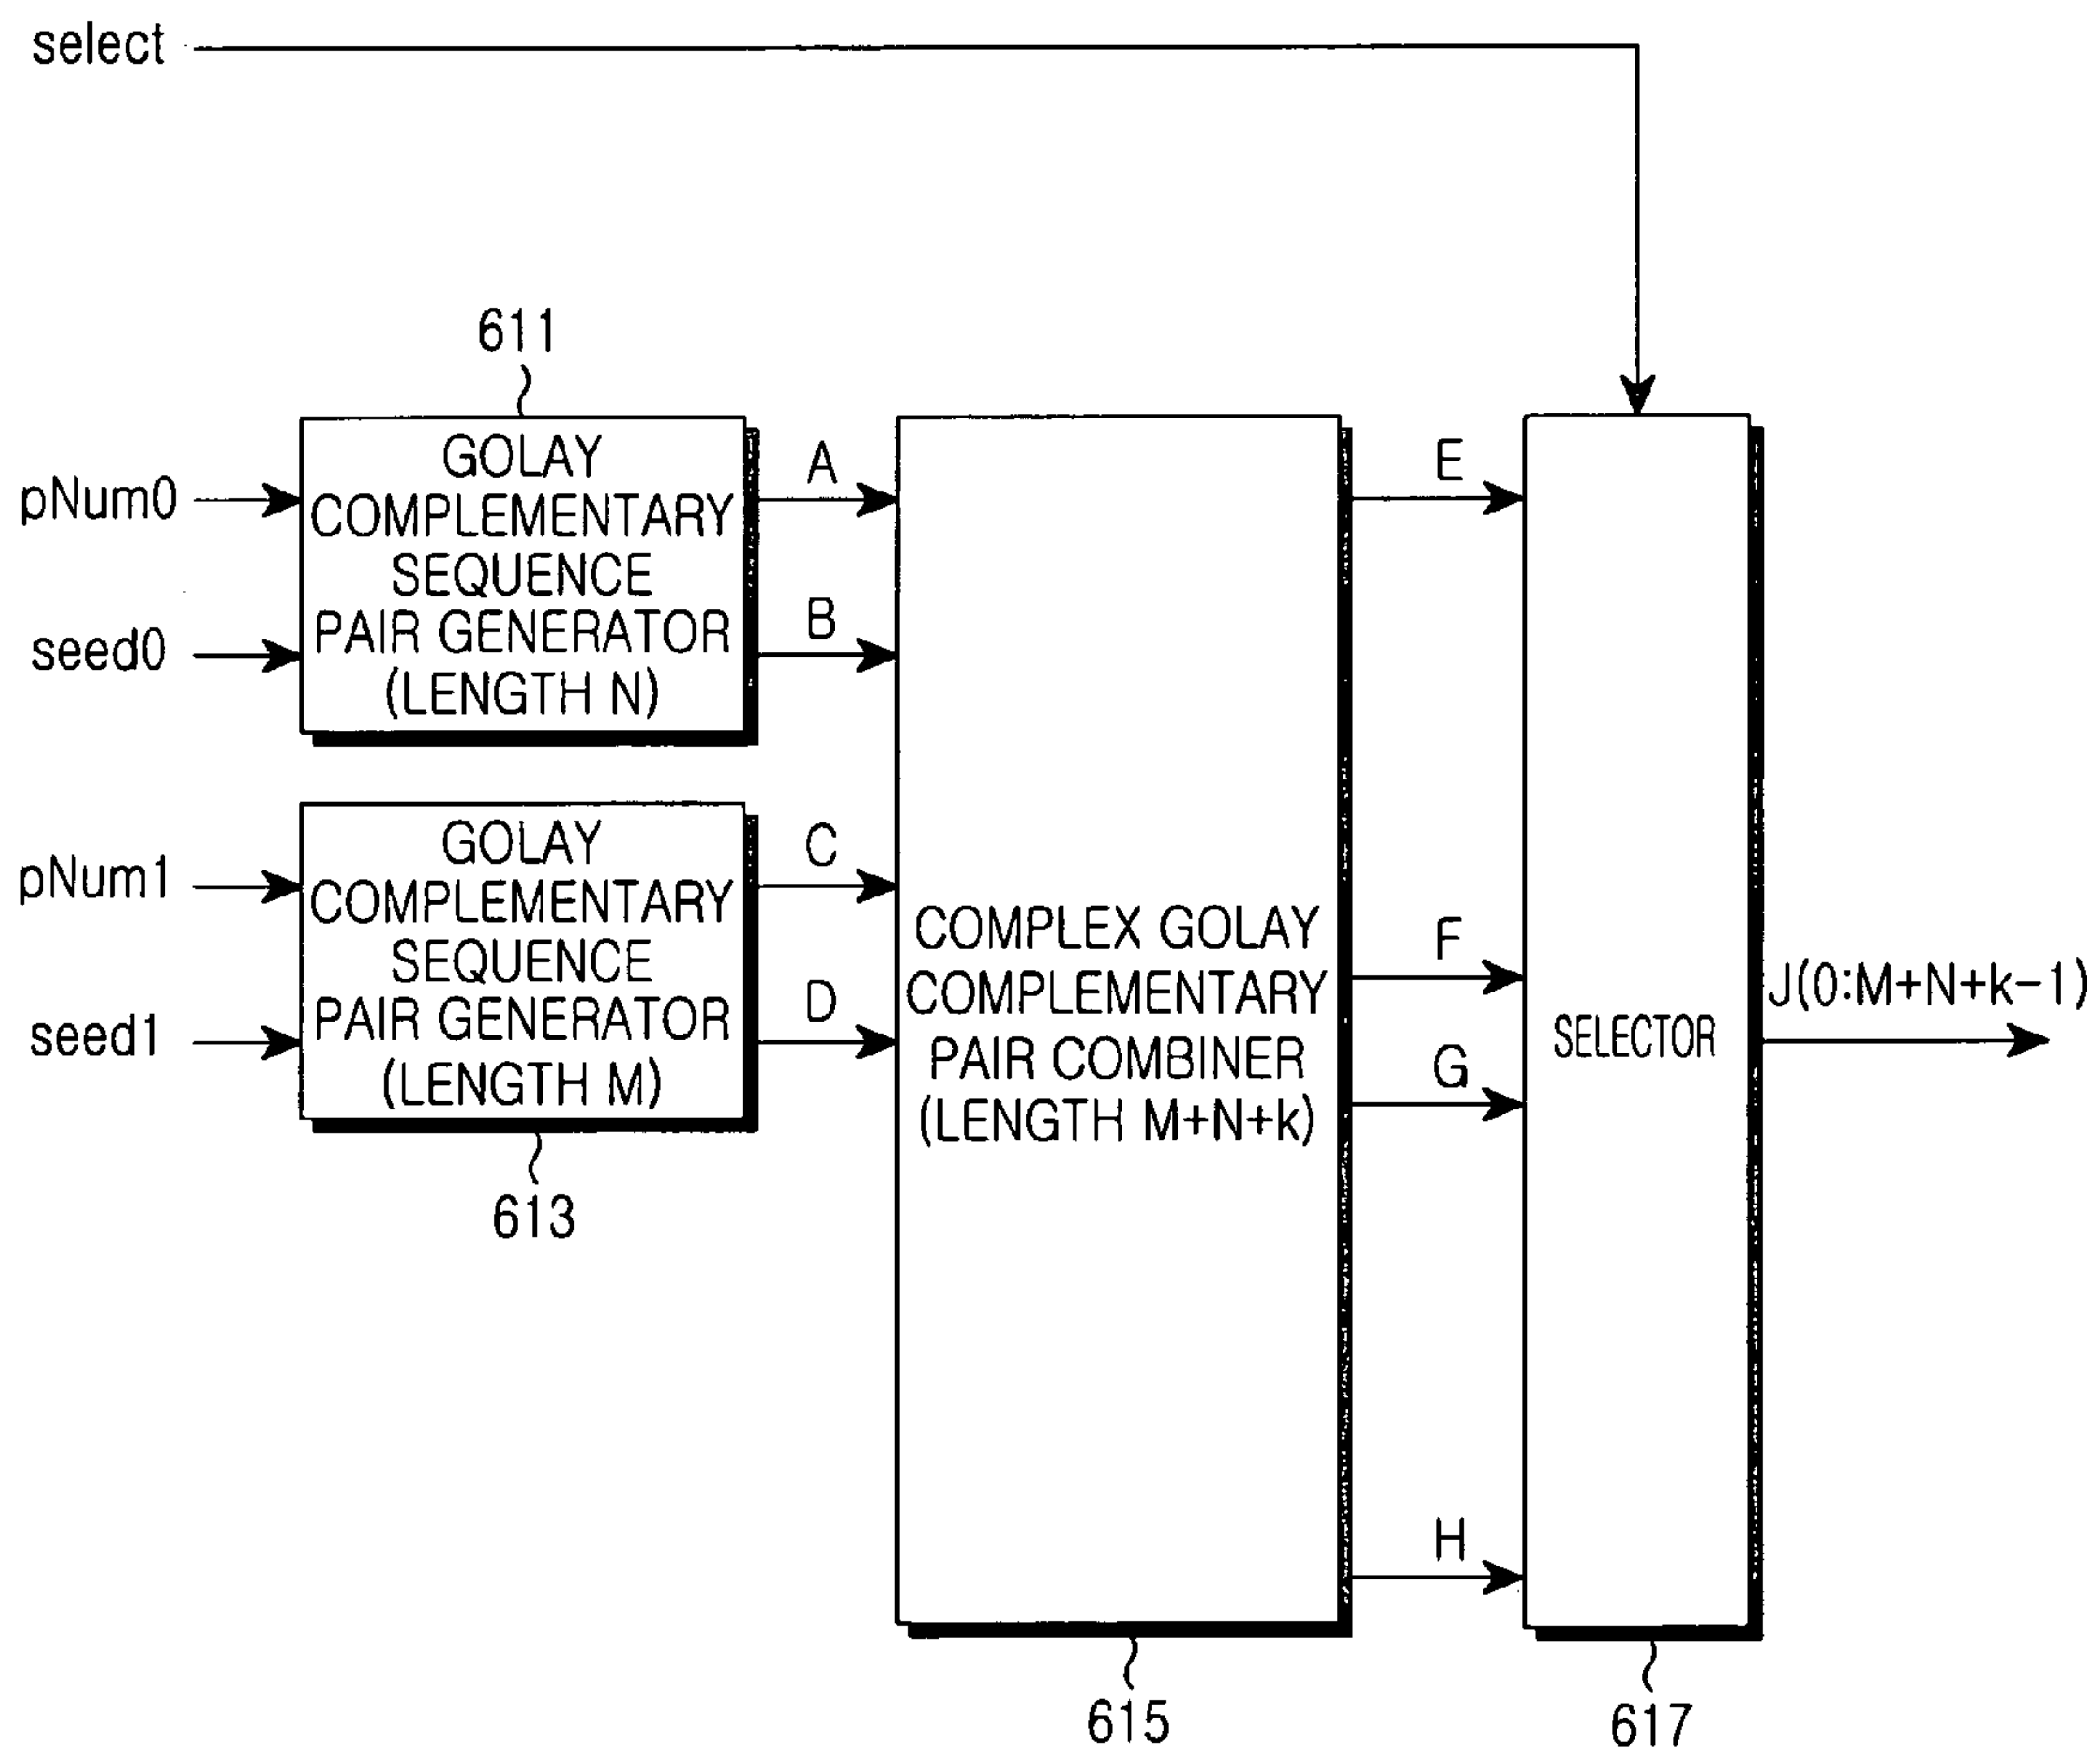 select
611
GOLAY
COMPLEMENTARY
SEQUENCE
PAIR GENERATOR
(LENGTH N)
pNum0
seed0
A
B
pNum1
seed1
GOLAY
COMPLEMENTARY
SEQUENCE
PAIR GENERATOR
(LENGTH M)
613
C
D
COMPLEX GOLAY
COMPLEMENTARY
PAIR COMBINER
(LENGTH M+N+k)
615
E
F
G
H
SELECTOR
617
J(0:M+N+k-1)